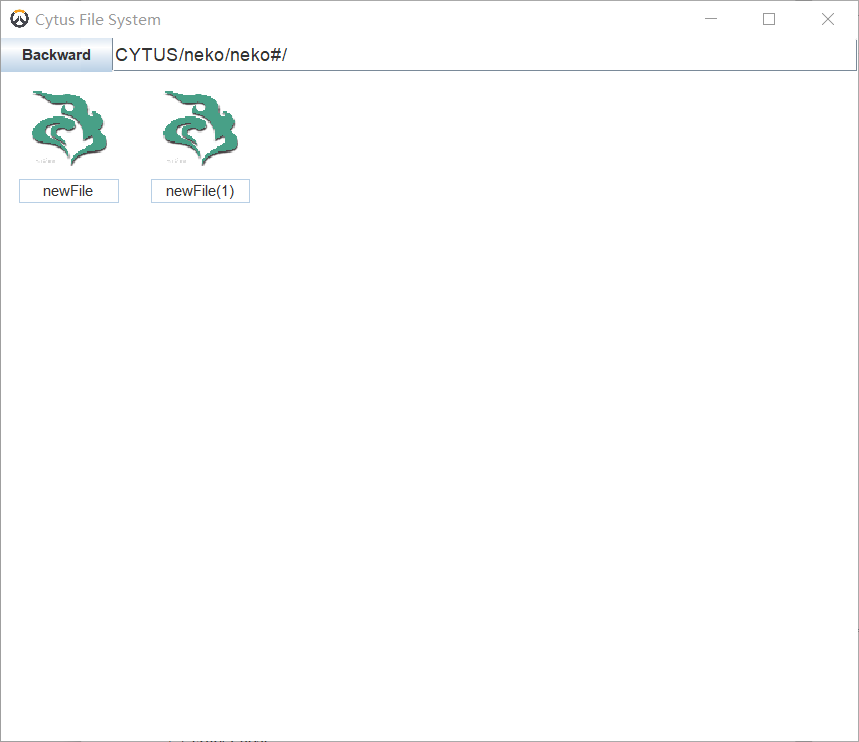 Cytus File System
Backward
CYTUS/neko/neko#/
newFile
newFile(1)